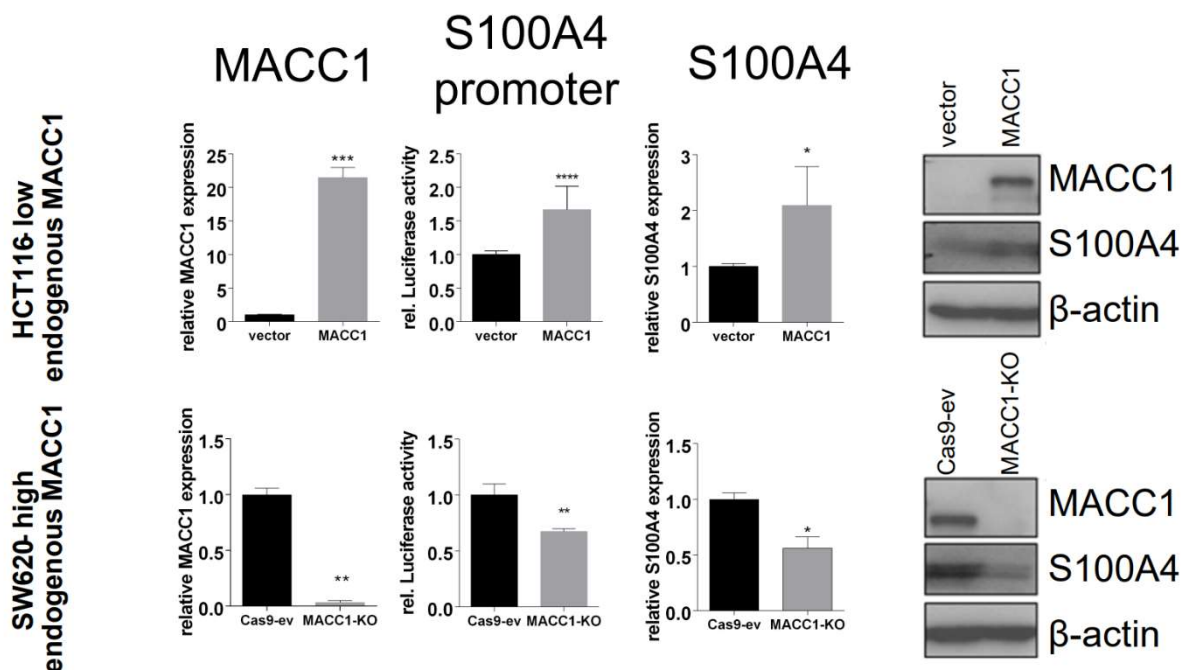 MACC1
S100A4
promoter
S100A4
HCT116- low
endogenous MACC1
relative MACC1 expression
25
20
15
10
5
0
***
vector
MACC1
rel. Luciferase activity
2.5
2.0
1.5
1.0
0.5
0.0
****
vector
MACC1
relative S100A4 expression
3
2
1
0
*
vector
MACC1
vector
MACC1
MACC1
S100A4
β-actin
SW620- high
endogenous MACC1
relative MACC1 expression
1.5
1.0
0.5
0.0
**
Cas9-ev
MACC1-KO
rel. Luciferase activity
1.5
1.0
0.5
0.0
**
Cas9-ev
MACC1-KO
relative S100A4 expression
1.5
1.0
0.5
0.0
*
Cas9-ev
MACC1-KO
Cas9-ev
MACC1-KO
MACC1
S100A4
β-actin